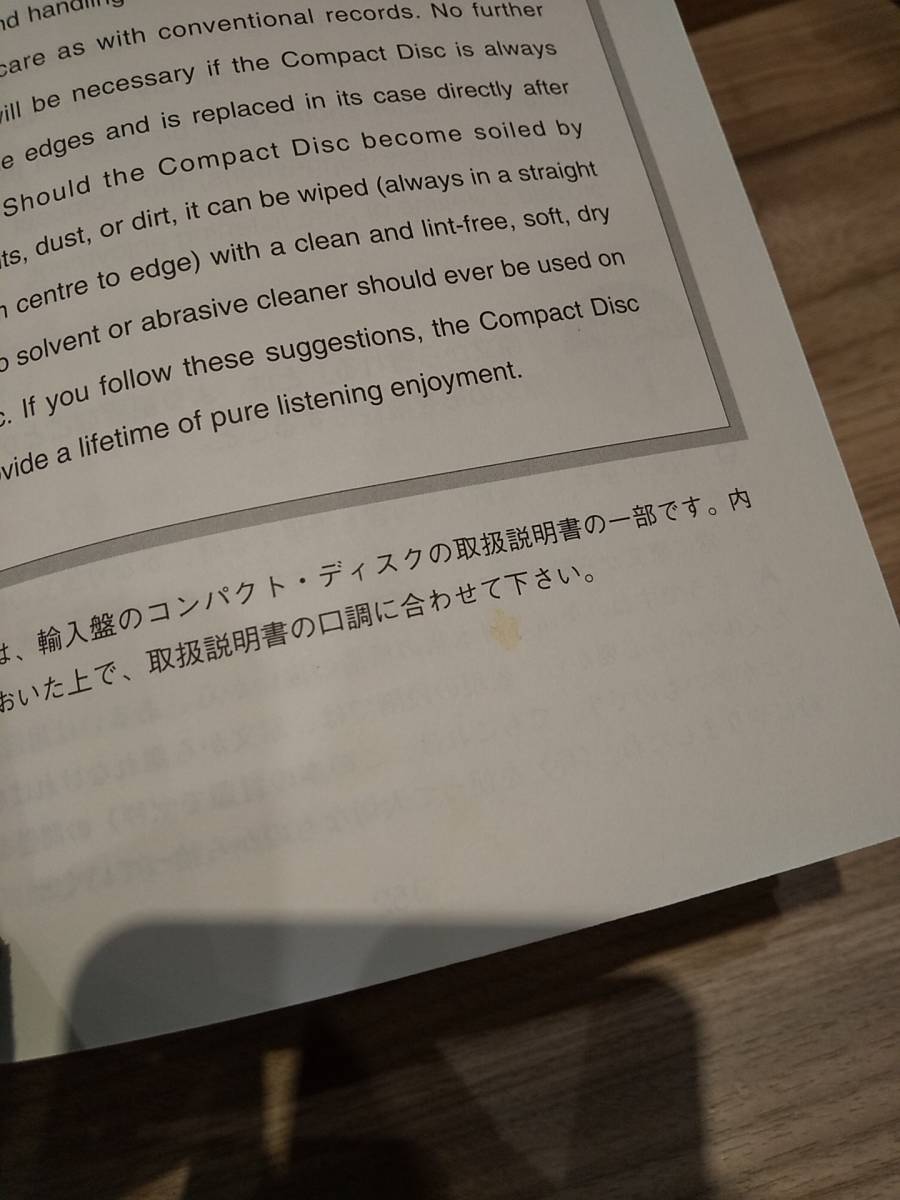 handling
care as with conventional records. No further
will be necessary if the Compact Disc is always
edges and is replaced in its case directly after
Should the Compact Disc become soiled by
dust, or dirt, it can be wiped (always in a straight
centre to edge) with a clean and lint-free, soft, dry
solvent or abrasive cleaner should ever be used on
If you follow these suggestions, the Compact Disc
a lifetime of pure listening enjoyment.
は、輸入盤のコンパクト・ディスクの取扱説明書の一部です。内
おいた上で、取扱説明書の口調に合わせて下さい。